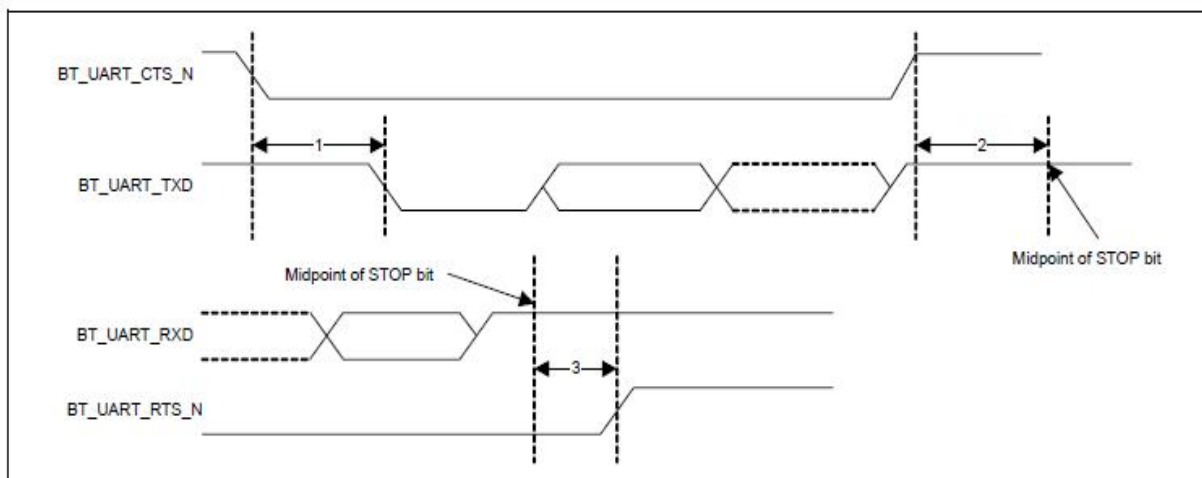 BT_UART_CTS_N
1
2
BT_UART_TXD
Midpoint of STOP bit
Midpoint of STOP bit
BT_UART_RXD
3
BT_UART_RTS_N